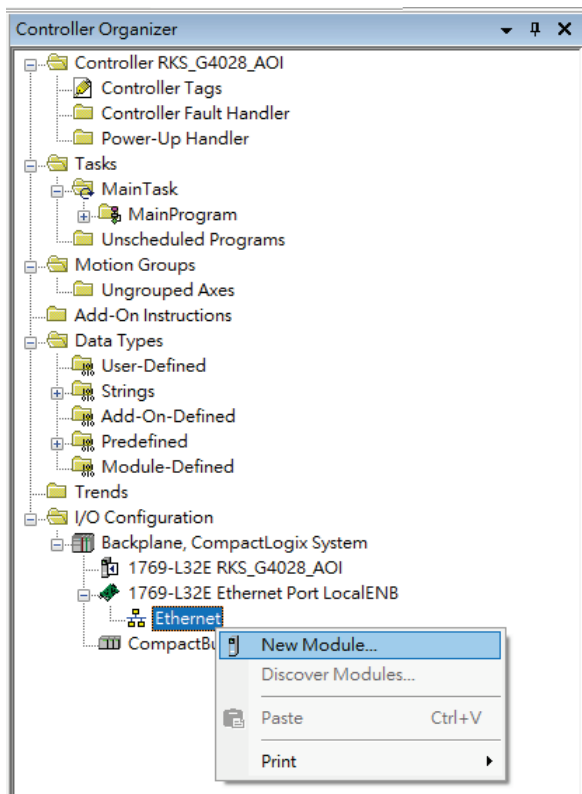 Controller Organizer
Controller RKS_G4028_AOI
Controller Tags
Controller Fault Handler
Power-Up Handler
Tasks
MainTask
MainProgram
Unscheduled Programs
Motion Groups
Ungrouped Axes
Add-On Instructions
Data Types
User-Defined
Strings
Add-On-Defined
Predefined
Module-Defined
Trends
I/O Configuration
Backplane, CompactLogix System
1769-L32E RKS_G4028_AOI
1769-L32E Ethernet Port LocalENB
Ethernet
CompactBu
New Module...
Discover Modules...
Paste Ctrl+V
Print